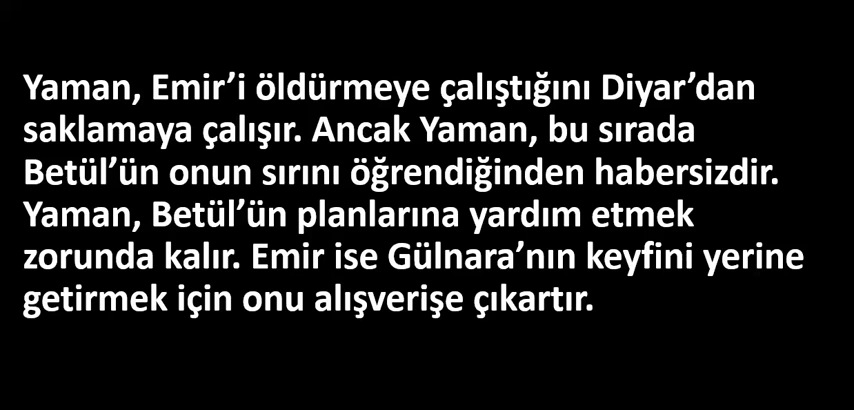 Yaman, Emir’i öldürmeye çalıştığını Diyar’dan
saklamaya çalışır. Ancak Yaman, bu sırada
Betül’ün onun sırını öğrendiğinden habersizdir.
Yaman, Betül’ün planlarına yardım etmek
zorunda kalır. Emir ise Gülnara’nın keyfini yerine
getirmek için onu alışverişe çıkartır.